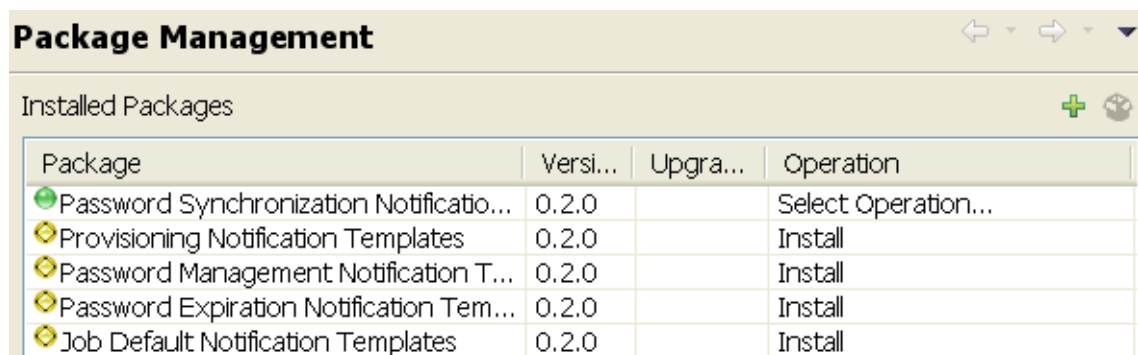 Package Management
Installed Packages
Package Versi... Upgra... Operation
Password Synchronization Notificatio... 0.2.0 Select Operation...
Provisioning Notification Templates 0.2.0 Install
Password Management Notification T... 0.2.0 Install
Password Expiration Notification Tem... 0.2.0 Install
Job Default Notification Templates 0.2.0 Install